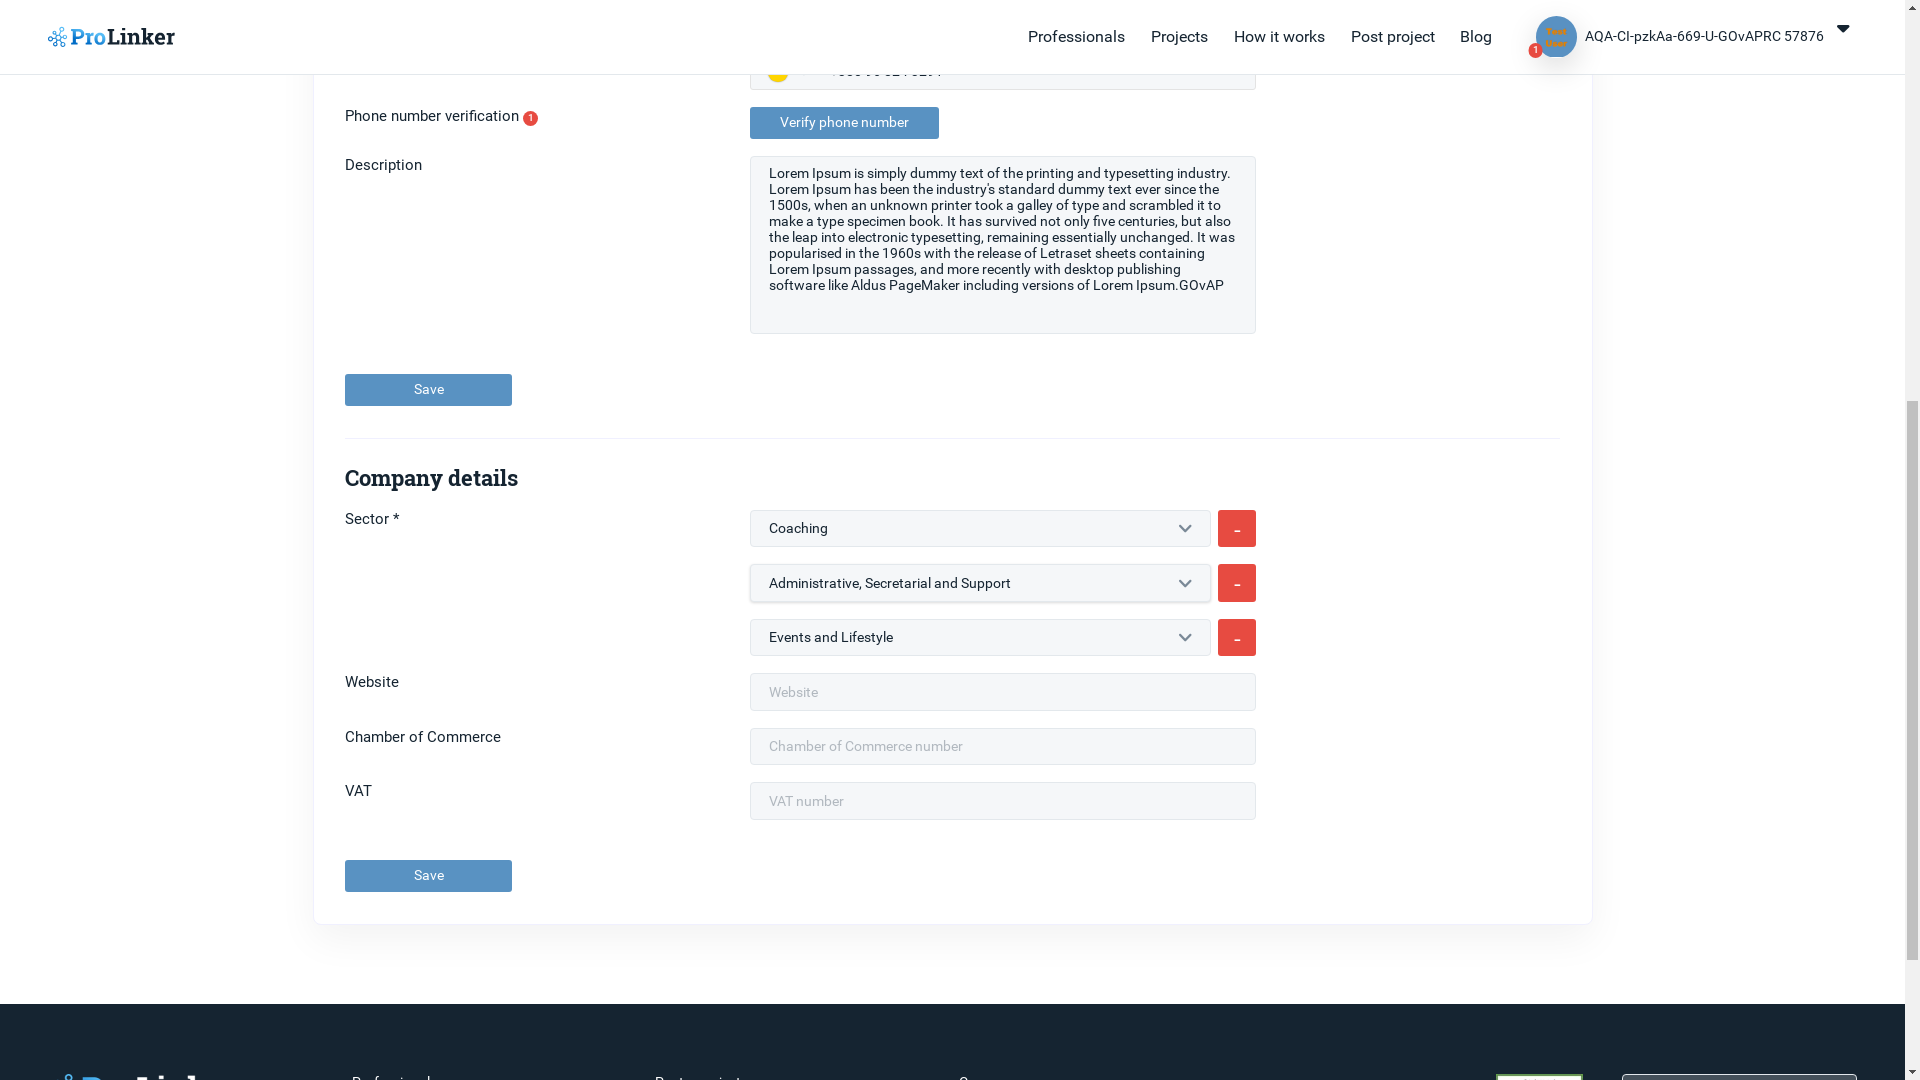 ProLinker
Professionals
Projects
How it works
Post project
Blog
1
AQA-CI-pzkAa-669-U-GOvAPRC 57876
Phone number verification 1
Verify phone number
Description
Lorem Ipsum is simply dummy text of the printing and typesetting industry.
Lorem Ipsum has been the industry's standard dummy text ever since the
1500s, when an unknown printer took a galley of type and scrambled it to
make a type specimen book. It has survived not only five centuries, but also
the leap into electronic typesetting, remaining essentially unchanged. It was
popularised in the 1960s with the release of Letraset sheets containing
Lorem Ipsum passages, and more recently with desktop publishing
software like Aldus PageMaker including versions of Lorem Ipsum.GOvAP
Save
Company details
Sector *
Coaching
-
Administrative, Secretarial and Support
-
Events and Lifestyle
-
Website
Website
Chamber of Commerce
Chamber of Commerce number
VAT
VAT number
Save